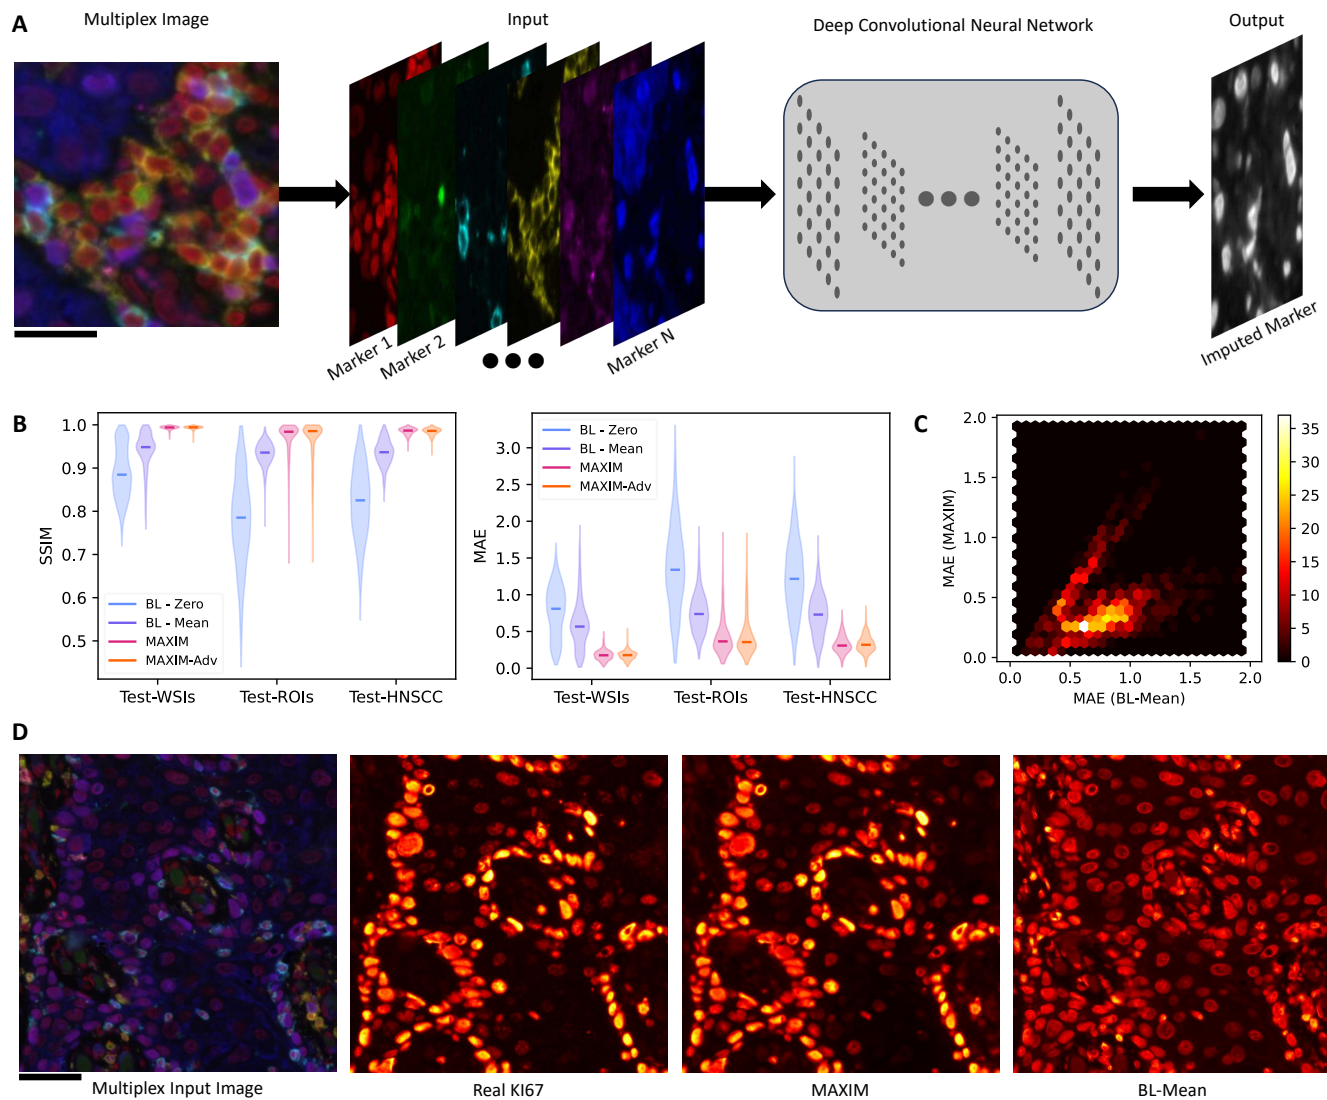 A
Multiplex Image
Input
Deep Convolutional Neural Network
Output
Marker 1
Marker 2
Marker N
Imputed Marker
B
1.0
0.9
0.8
0.7
0.6
0.5
SSIM
BL - Zero
BL - Mean
MAXIM
MAXIM-Adv
Test-WSIs
Test-ROIs
Test-HNSCC
3.0
2.5
2.0
1.5
1.0
0.5
0.0
MAE
BL - Zero
BL - Mean
MAXIM
MAXIM-Adv
Test-WSIs
Test-ROIs
Test-HNSCC
C
2.0
1.5
1.0
0.5
0.0
MAE (MAXIM)
0.0
0.5
1.0
1.5
2.0
MAE (BL-Mean)
35
30
25
20
15
10
5
0
D
Multiplex Input Image
Real KI67
MAXIM
BL-Mean